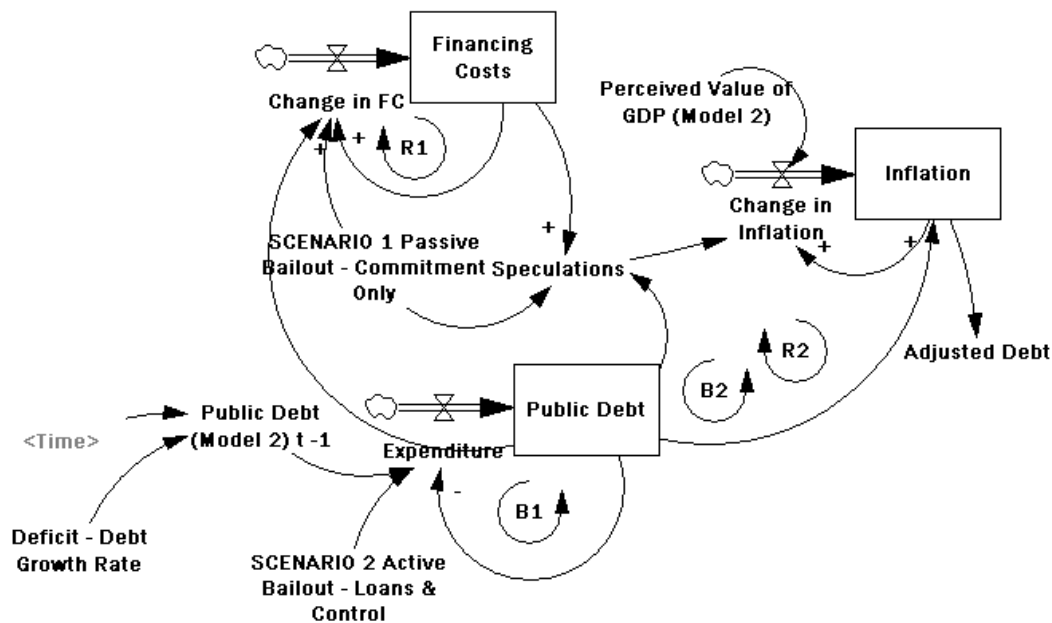 Financing
Costs
Change in FC
+
+
R1
Perceived Value of
GDP (Model 2)
Inflation
Change in
Inflation
+
+
SCENARIO 1 Passive
Bailout - Commitment
Only
+
Speculations
R2
B2
Adjusted Debt
Public Debt
<Time>
Public Debt
(Model 2) t -1
Expenditure
-
B1
Deficit - Debt
Growth Rate
SCENARIO 2 Active
Bailout - Loans &
Control